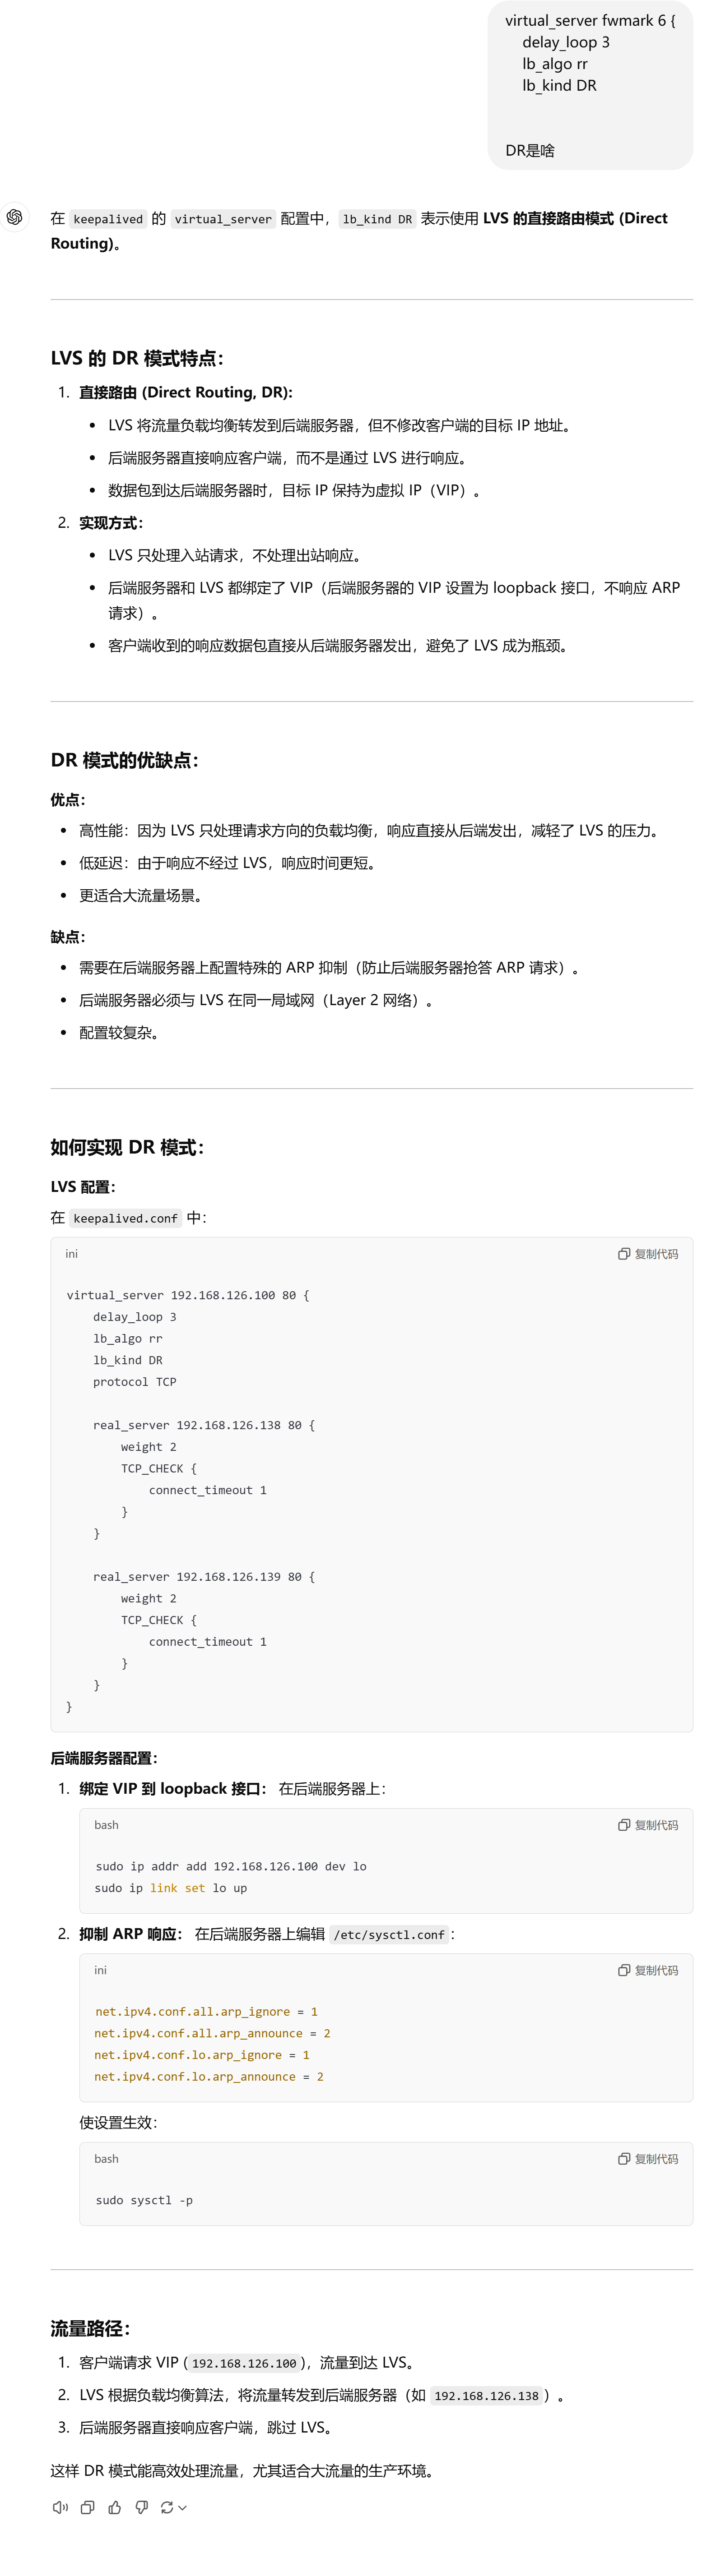 virtual_server fwmark 6 {
    delay_loop 3
    lb_algo rr
    lb_kind DR
DR是啥
在 keepalived 的 virtual_server 配置中，lb_kind DR 表示使用 LVS 的直接路由模式 (Direct
Routing)。
LVS 的 DR 模式特点：
1. 直接路由 (Direct Routing, DR):
• LVS 将流量负载均衡转发到后端服务器，但不修改客户端的目标 IP 地址。
• 后端服务器直接响应客户端，而不是通过 LVS 进行响应。
• 数据包到达后端服务器时，目标 IP 保持为虚拟 IP（VIP）。
2. 实现方式：
• LVS 只处理入站请求，不处理出站响应。
• 后端服务器和 LVS 都绑定了 VIP（后端服务器的 VIP 设置为 loopback 接口，不响应 ARP
请求）。
• 客户端收到的响应数据包直接从后端服务器发出，避免了 LVS 成为瓶颈。
DR 模式的优缺点：
优点：
• 高性能：因为 LVS 只处理请求方向的负载均衡，响应直接从后端发出，减轻了 LVS 的压力。
• 低延迟：由于响应不经过 LVS，响应时间更短。
• 更适合大流量场景。
缺点：
• 需要在后端服务器上配置特殊的 ARP 抑制（防止后端服务器抢答 ARP 请求）。
• 后端服务器必须与 LVS 在同一局域网（Layer 2 网络）。
• 配置较复杂。
如何实现 DR 模式：
LVS 配置：
在 keepalived.conf 中：
ini 复制代码
virtual_server 192.168.126.100 80 {
    delay_loop 3
    lb_algo rr
    lb_kind DR
    protocol TCP
    real_server 192.168.126.138 80 {
        weight 2
        TCP_CHECK {
            connect_timeout 1
        }
    }
    real_server 192.168.126.139 80 {
        weight 2
        TCP_CHECK {
            connect_timeout 1
        }
    }
}
后端服务器配置：
1. 绑定 VIP 到 loopback 接口： 在后端服务器上：
bash 复制代码
sudo ip addr add 192.168.126.100 dev lo
sudo ip link set lo up
2. 抑制 ARP 响应： 在后端服务器上编辑 /etc/sysctl.conf：
ini 复制代码
net.ipv4.conf.all.arp_ignore = 1
net.ipv4.conf.all.arp_announce = 2
net.ipv4.conf.lo.arp_ignore = 1
net.ipv4.conf.lo.arp_announce = 2
使设置生效：
bash 复制代码
sudo sysctl -p
流量路径：
1. 客户端请求 VIP (192.168.126.100)，流量到达 LVS。
2. LVS 根据负载均衡算法，将流量转发到后端服务器（如 192.168.126.138）。
3. 后端服务器直接响应客户端，跳过 LVS。
这样 DR 模式能高效处理流量，尤其适合大流量的生产环境。